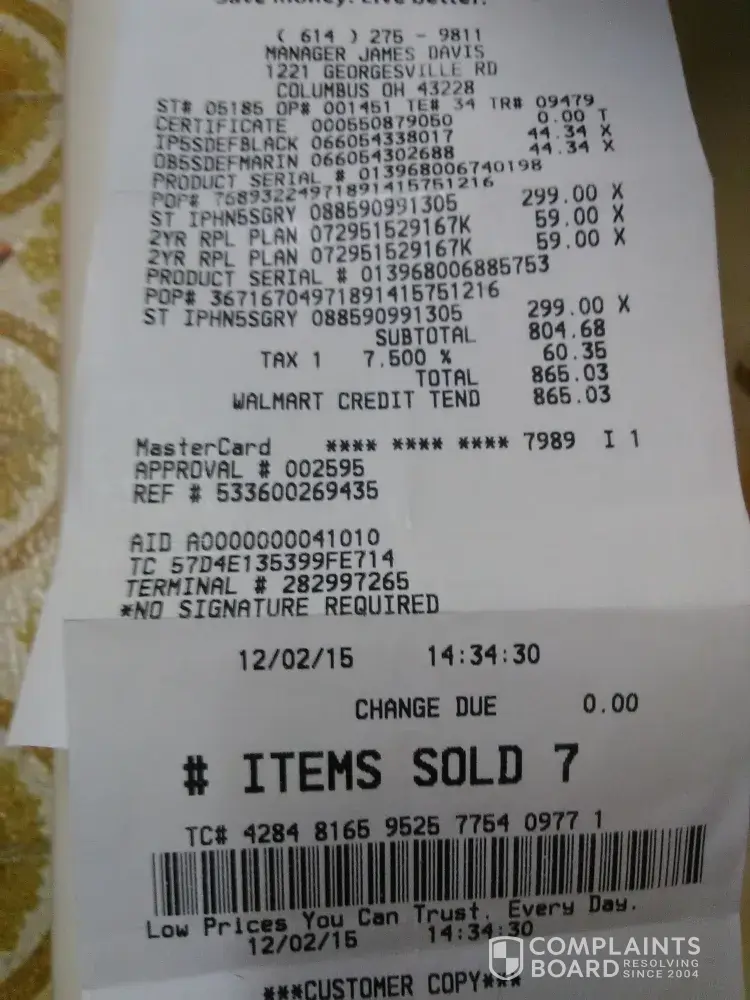 Save money. Live better.
( 614 ) 275 - 9811
MANAGER JAMES DAVIS
1221 GEORGESVILLE RD
COLUMBUS OH 43228
ST# 05185 OP# 001451 TE# 34 TR# 09479
CERTIFICATE 000550879050 0.00 T
IP5SDEFBLACK 066054338017 44.34 X
OB5SDEFMARIN 066054302688 44.34 X
PRODUCT SERIAL # 013968006740198
POP# 76893224971891415751216
ST IPHN5SGRY 088590991305 299.00 X
2YR RPL PLAN 072951529167K 59.00 X
2YR RPL PLAN 072951529167K 59.00 X
PRODUCT SERIAL # 013968006885753
POP# 36716704971891415751216
ST IPHN5SGRY 088590991305 299.00 X
SUBTOTAL 804.68
TAX 1 7.500 % 60.35
TOTAL 865.03
WALMART CREDIT TEND 865.03
MasterCard **** **** **** 7989 I 1
APPROVAL # 002595
REF # 533600269435
AID A0000000041010
TC 57D4E135399FE714
TERMINAL # 282997265
*NO SIGNATURE REQUIRED
12/02/15 14:34:30
CHANGE DUE 0.00
# ITEMS SOLD 7
TC# 4284 8165 9525 7754 0977 1
Low Prices You Can Trust. Every Day.
12/02/15 14:34:30
***CUSTOMER COPY***
COMPLAINTS
BOARD RESOLVING
SINCE 2004